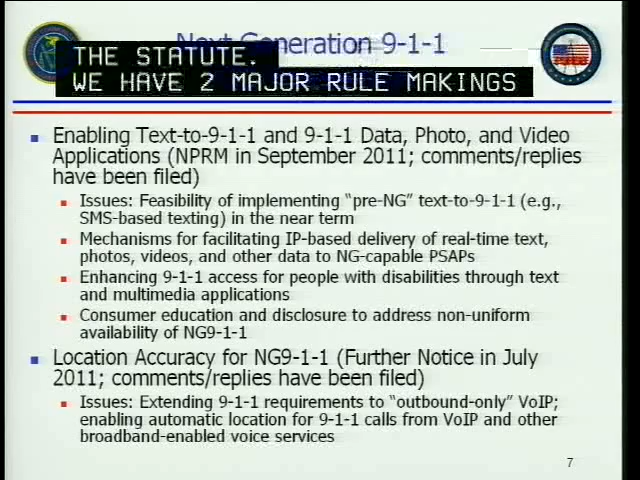 Next Generation 9-1-1
THE STATUTE.
WE HAVE 2 MAJOR RULE MAKINGS
Enabling Text-to-9-1-1 and 9-1-1 Data, Photo, and Video
Applications (NPRM in September 2011; comments/replies
have been filed)
Issues: Feasibility of implementing “pre-NG” text-to-9-1-1 (e.g.,
SMS-based texting) in the near term
Mechanisms for facilitating IP-based delivery of real-time text,
photos, videos, and other data to NG-capable PSAPs
Enhancing 9-1-1 access for people with disabilities through text
and multimedia applications
Consumer education and disclosure to address non-uniform
availability of NG9-1-1
Location Accuracy for NG9-1-1 (Further Notice in July
2011; comments/replies have been filed)
Issues: Extending 9-1-1 requirements to “outbound-only” VoIP;
enabling automatic location for 9-1-1 calls from VoIP and other
broadband-enabled voice services
7